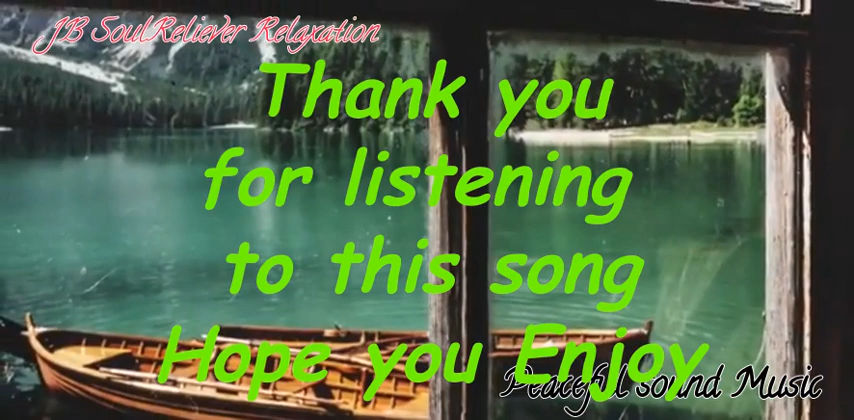 JB SoulReliever Relaxation
Thank you
for listening
to this song
Hope you Enjoy
Peaceful sound Music